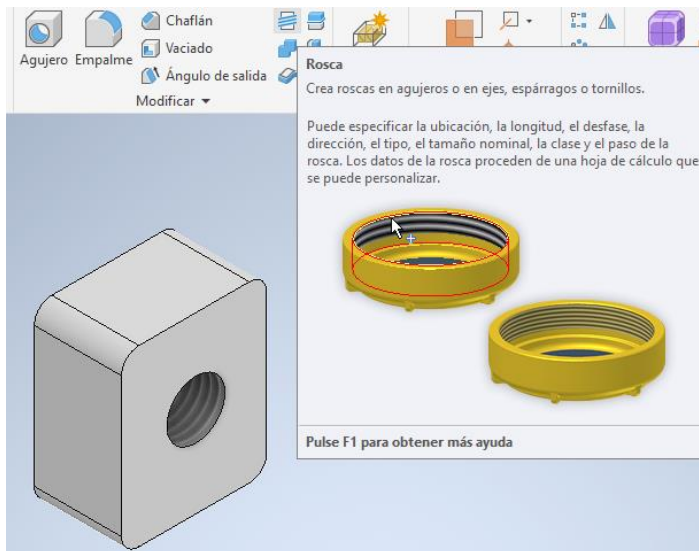 Agujero
Empalme
Chaflán
Vaciado
Ángulo de salida
Modificar
Rosca
Crea roscas en agujeros o en ejes, espárragos o tornillos.
Puede especificar la ubicación, la longitud, el desfase, la
dirección, el tipo, el tamaño nominal, la clase y el paso de la
rosca. Los datos de la rosca proceden de una hoja de cálculo que
se puede personalizar.
Pulse F1 para obtener más ayuda